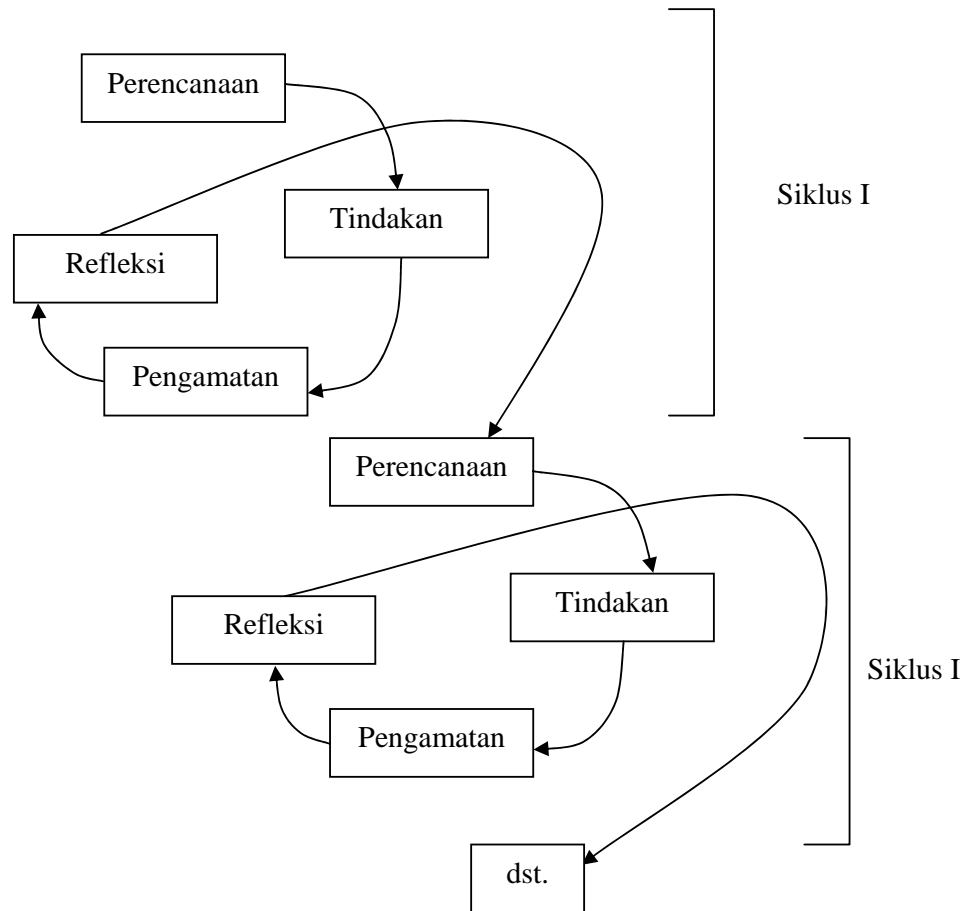 Perencanaan
Tindakan
Siklus I
Refleksi
Pengamatan
Perencanaan
Tindakan
Refleksi
Siklus I
Pengamatan
dst.